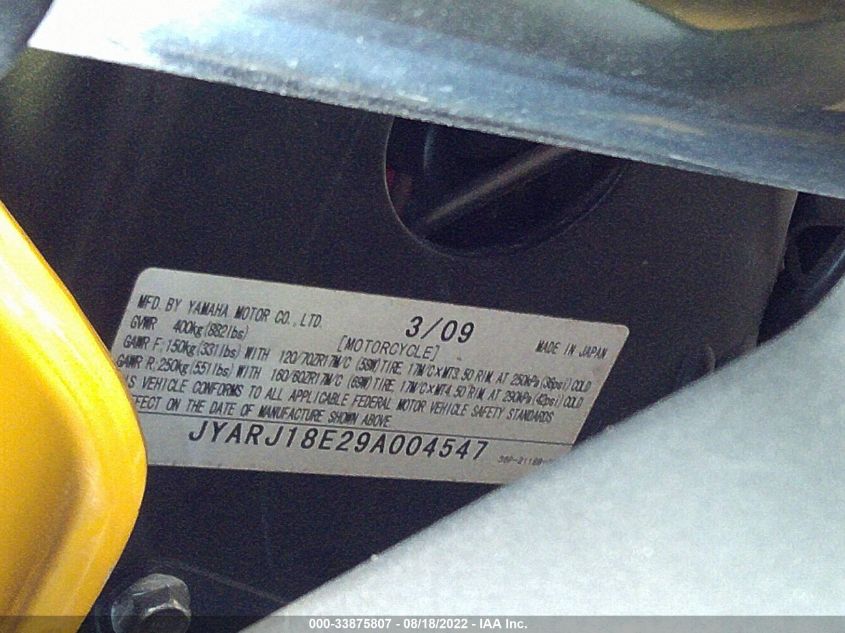 MFD. BY YAMAHA MOTOR CO., LTD. 3/09 MADE IN JAPAN
GVWR 400kg(882lbs) [MOTORCYCLE]
GAWR F:150kg(331lbs) WITH 120/70ZR17M/C (58W) TIRE, 17M/C×MT3.50 RIM, AT 250kPa(36psi) COLD
GAWR R:250kg(551lbs) WITH 160/60ZR17M/C (69W) TIRE, 17M/C×MT4.50 RIM, AT 290kPa(42psi) COLD
IS VEHICLE CONFORMS TO ALL APPLICABLE FEDERAL MOTOR VEHICLE SAFETY STANDARDS
EFFECT ON THE DATE OF MANUFACTURE SHOWN ABOVE.
JYARJ18E29A004547
000-33875807 - 08/18/2022 - IAA Inc.